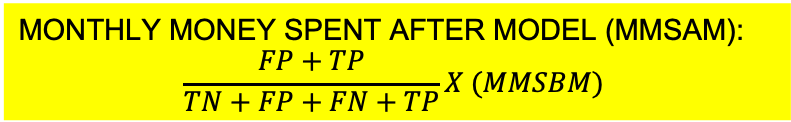 MONTHLY MONEY SPENT AFTER MODEL (MMSAM):
FP + TP
TN + FP + FN + TP X (MMSBM)